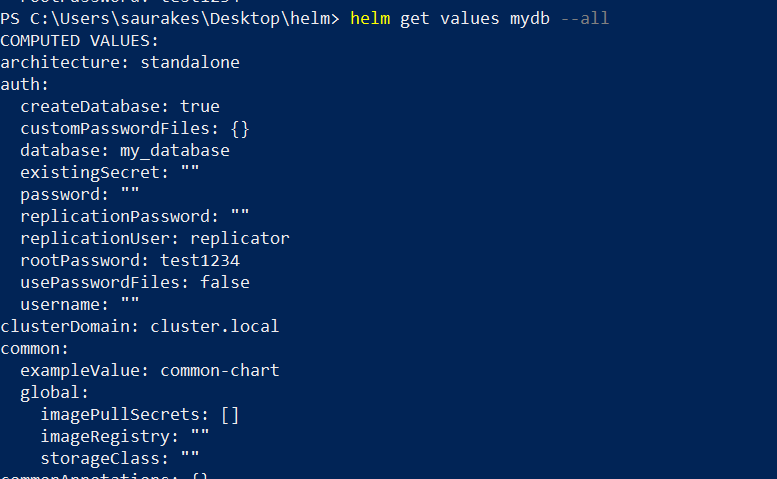 rootPassword: test1234
PS C:\Users\saurakes\Desktop\helm> helm get values mydb --all
COMPUTED VALUES:
architecture: standalone
auth:
  createDatabase: true
  customPasswordFiles: {}
  database: my_database
  existingSecret: ""
  password: ""
  replicationPassword: ""
  replicationUser: replicator
  rootPassword: test1234
  usePasswordFiles: false
  username: ""
clusterDomain: cluster.local
common:
  exampleValue: common-chart
  global:
    imagePullSecrets: []
    imageRegistry: ""
    storageClass: ""
commonAnnotations: {}